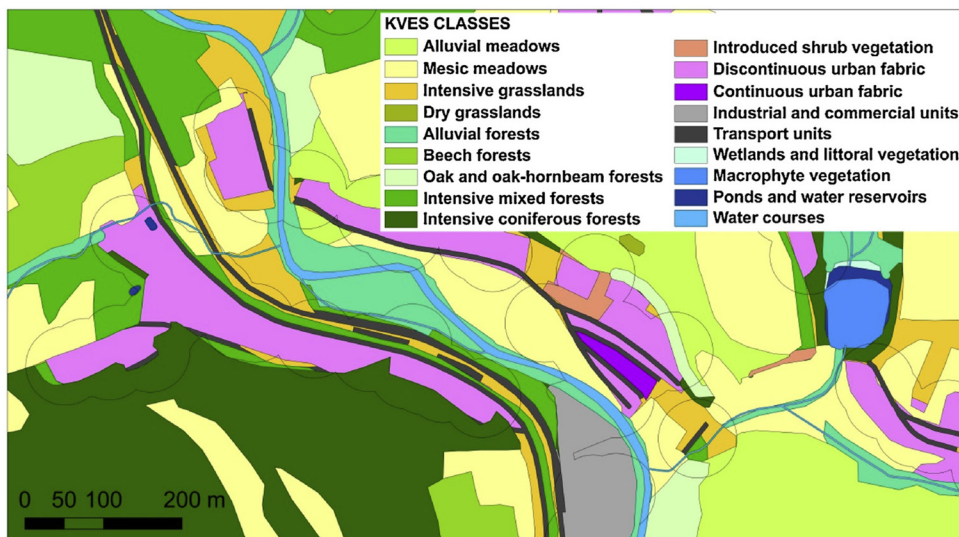 KVES CLASSES
Alluvial meadows
Mesic meadows
Intensive grasslands
Dry grasslands
Alluvial forests
Beech forests
Oak and oak-hornbeam forests
Intensive mixed forests
Intensive coniferous forests
Introduced shrub vegetation
Discontinuous urban fabric
Continuous urban fabric
Industrial and commercial units
Transport units
Wetlands and littoral vegetation
Macrophyte vegetation
Ponds and water reservoirs
Water courses
0 50 100 200 m